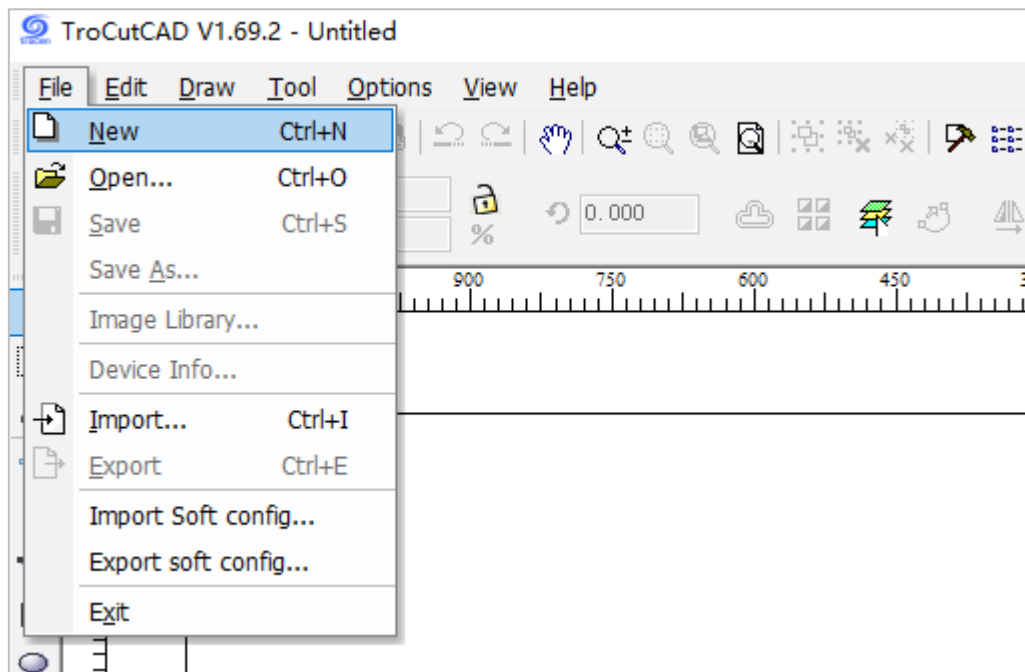 TroCutCAD V1.69.2 - Untitled
File Edit Draw Tool Options View Help
New Ctrl+N
Open... Ctrl+O
Save Ctrl+S
Save As...
Image Library...
Device Info...
Import... Ctrl+I
Export Ctrl+E
Import Soft config...
Export soft config...
Exit
%
0.000
900 750 600 450